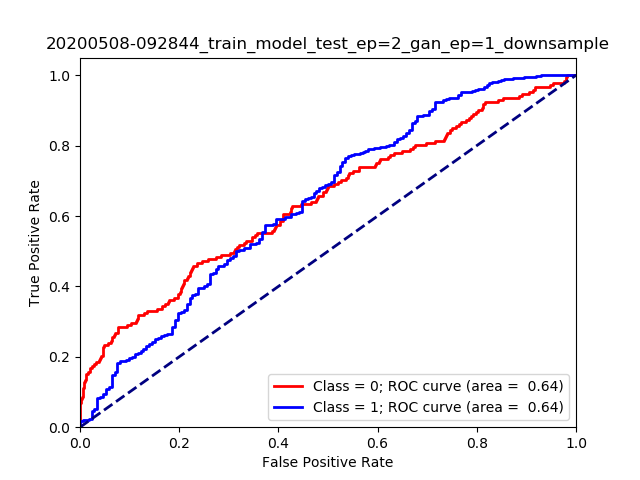 20200508-092844_train_model_test_ep=2_gan_ep=1_downsample
1.0
0.8
0.6
0.4
0.2
0.0
True Positive Rate
Class = 0; ROC curve (area =  0.64)
Class = 1; ROC curve (area =  0.64)
0.0 0.2 0.4 0.6 0.8 1.0
False Positive Rate